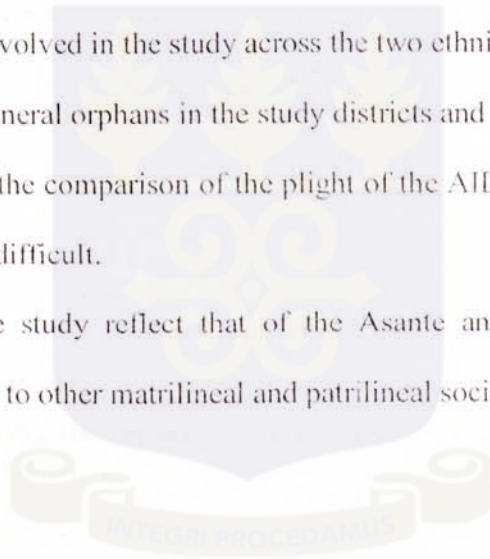 volved in the study across the two ethni
neral orphans in the study districts and
the comparison of the plight of the AID
difficult.
e study reflect that of the Asante an
to other matrilineal and patrilineal soci
INTEGRI PROCEDAMUS